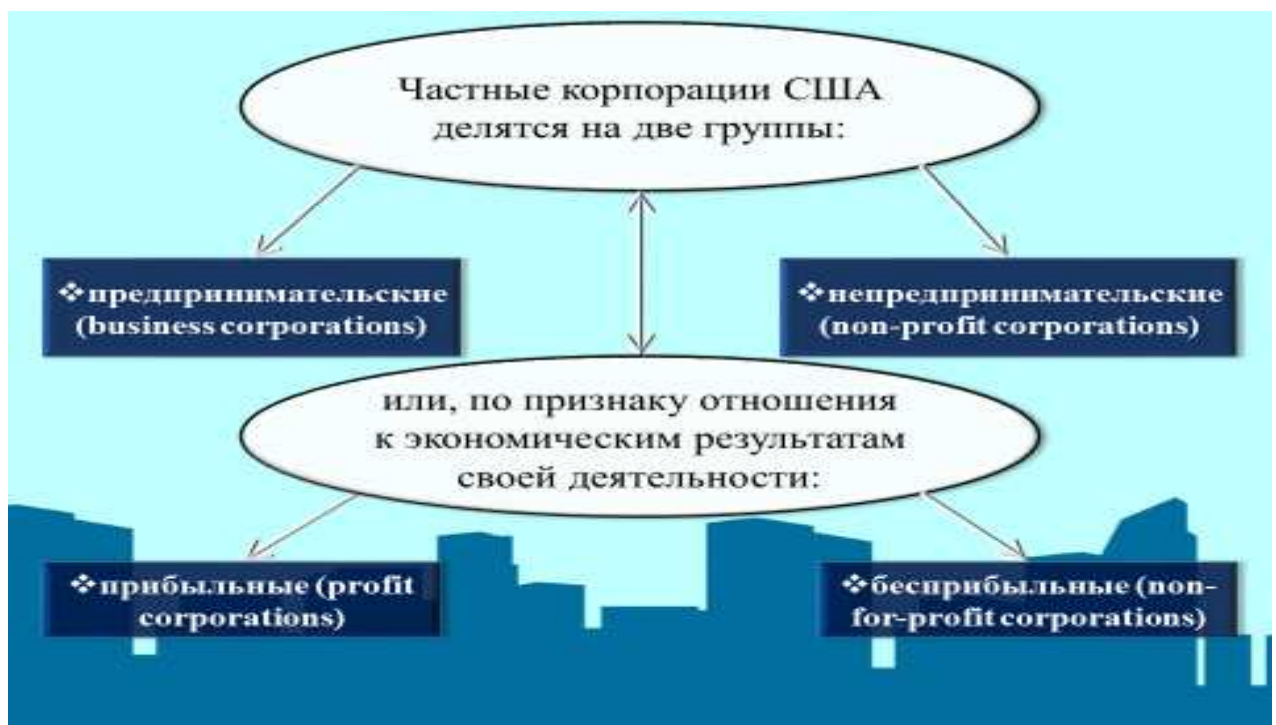 Частные корпорации США
делятся на две группы:
❖предпринимательские
(business corporations)
❖непредпринимательские
(non-profit corporations)
или, по признаку отношения
к экономическим результатам
своей деятельности:
❖прибыльные (profit
corporations)
❖бесприбыльные (non-
for-profit corporations)